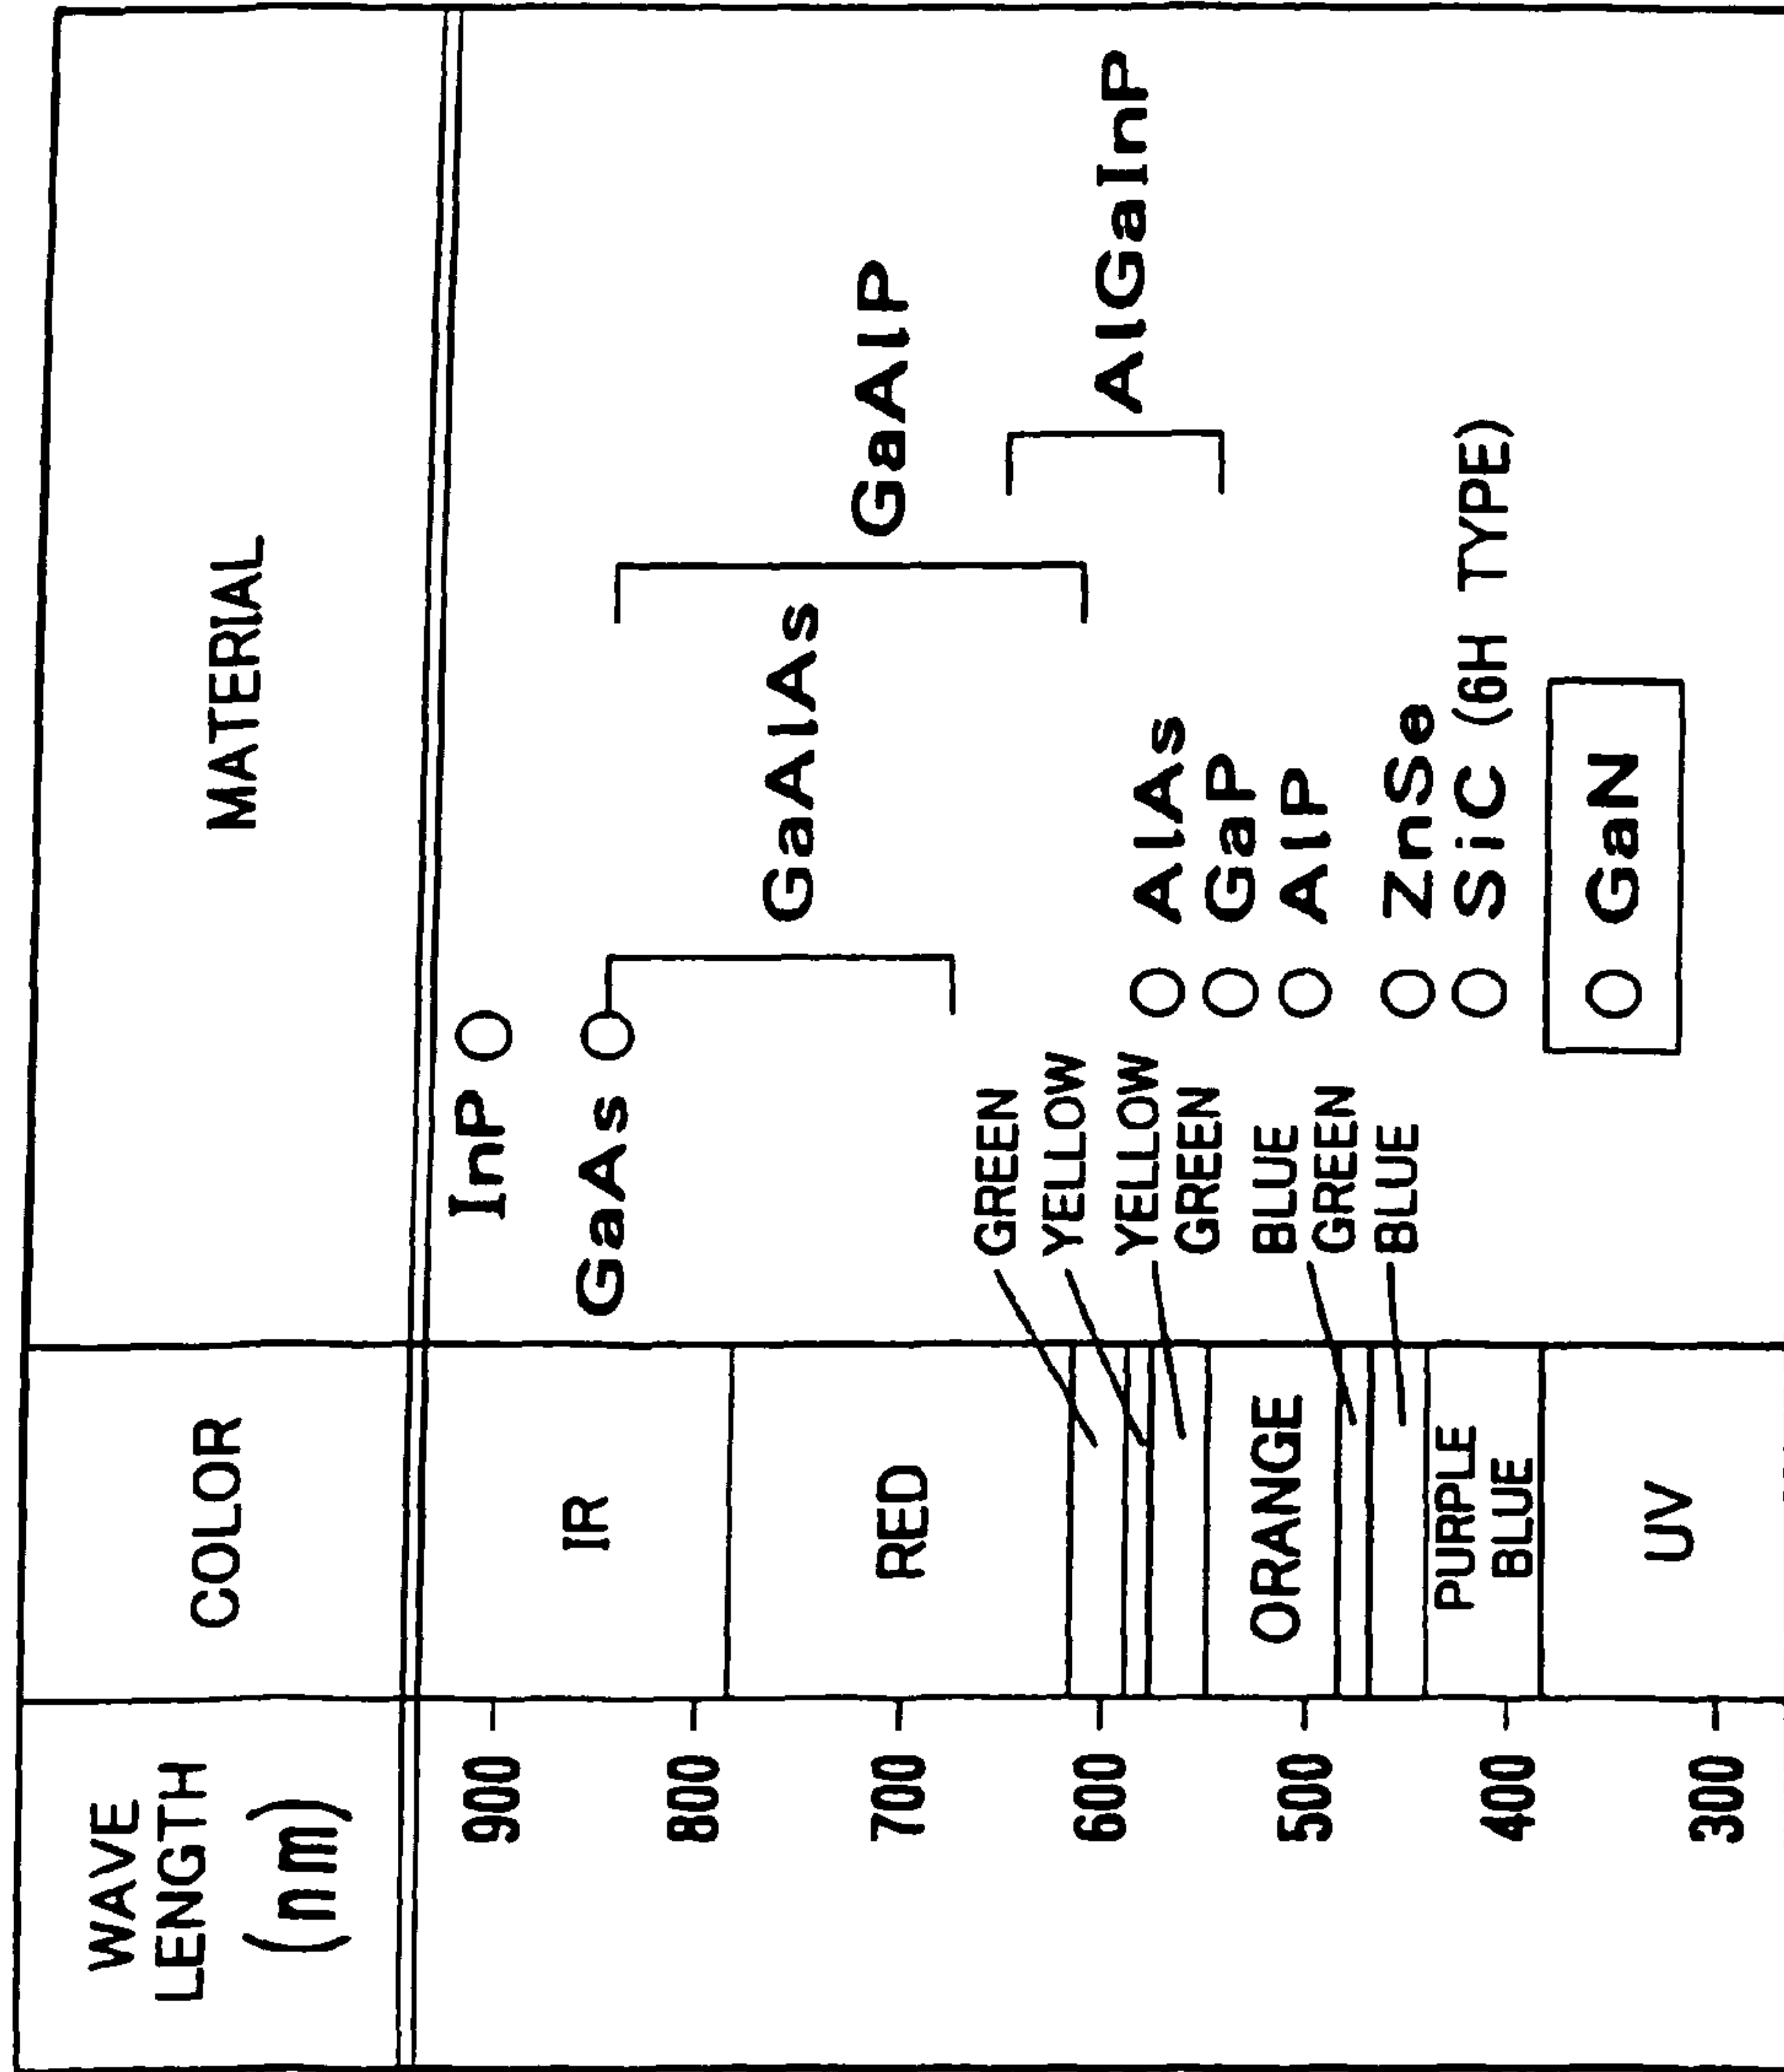 WAVE
LENGTH
(nm)
COLOR
MATERIAL
900
800
700
600
500
400
300
IR
RED
ORANGE
PURPLE
BLUE
UV
GREEN
YELLOW
YELLOW
GREEN
BLUE
GREEN
BLUE
InP
GaAs
GaAlAs
GaAlP
AlGaInP
AlAs
GaP
AlP
ZnSe
SiC (6H TYPE)
GaN